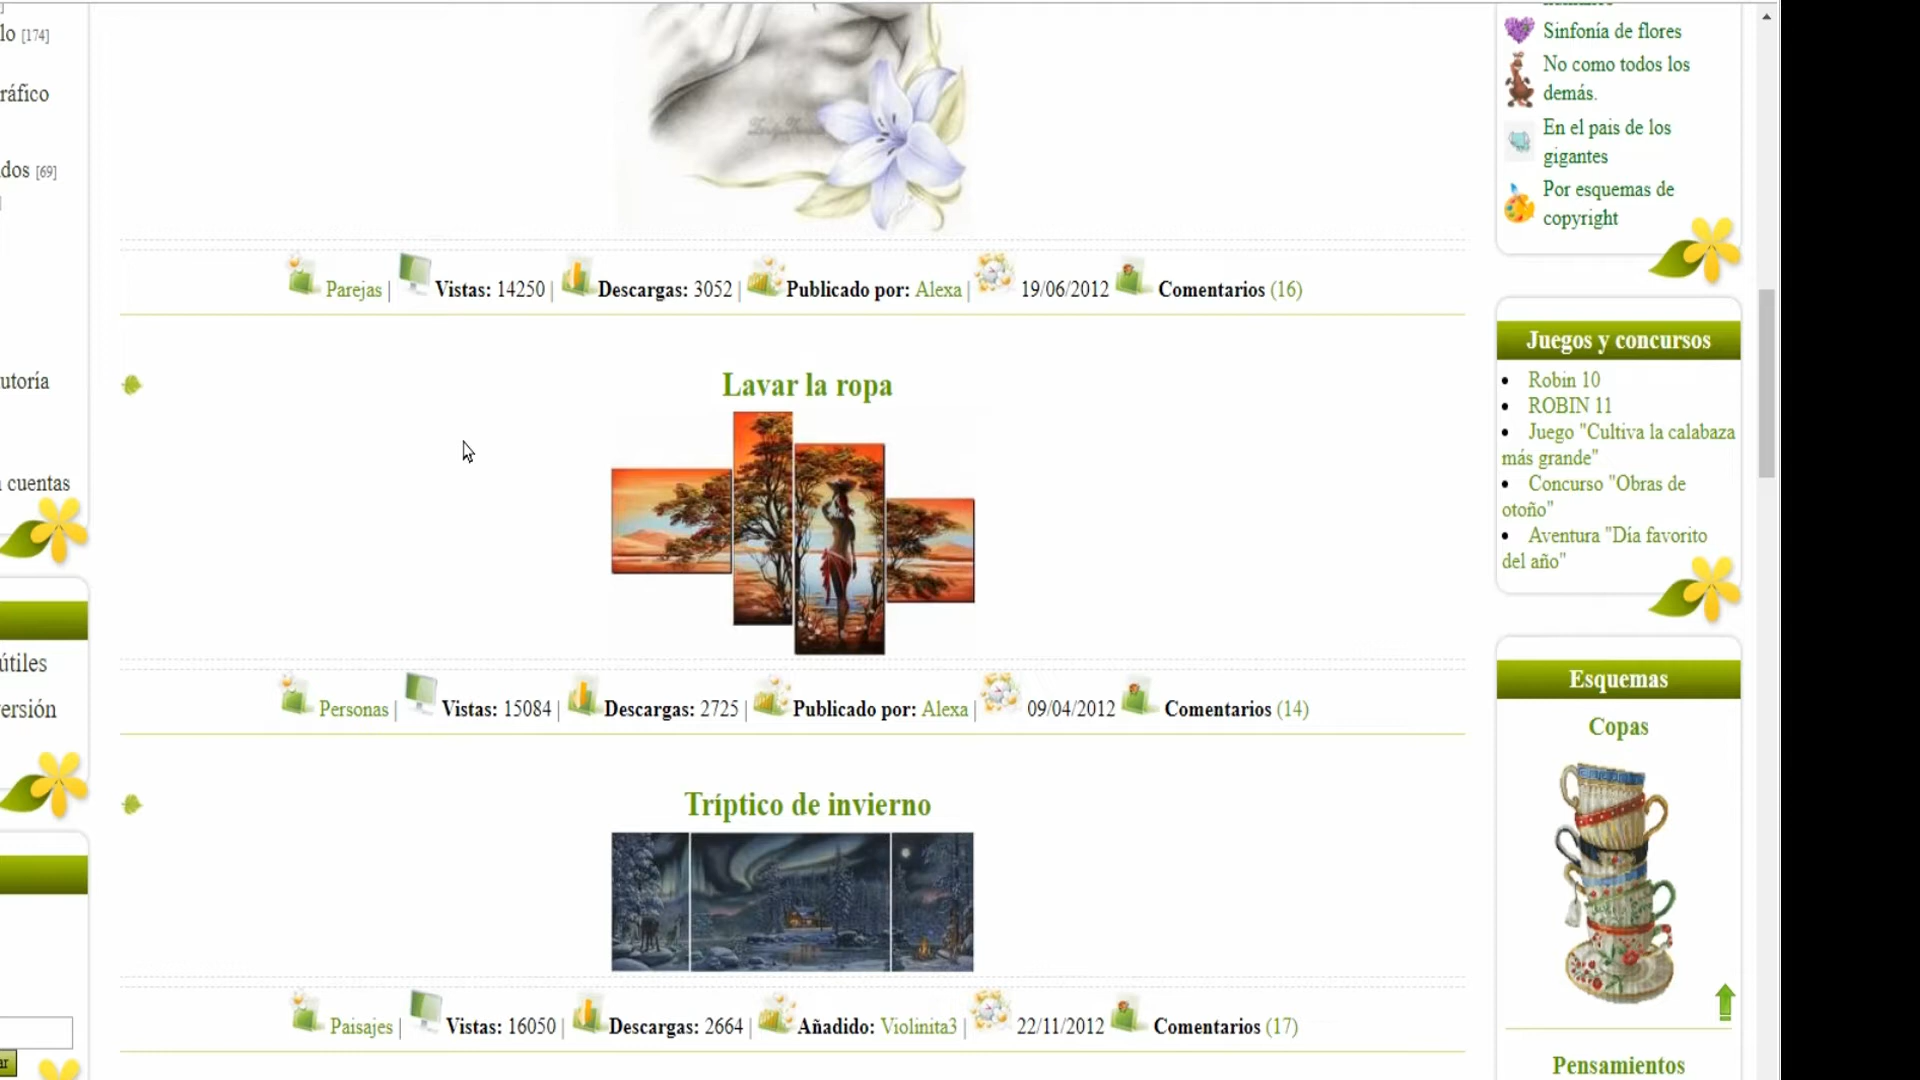 lo [174]
ráfico
dos [69]
utoría
cuentas
útiles
ersión
ar
Parejas | Vistas: 14250 | Descargas: 3052 | Publicado por: Alexa | 19/06/2012 Comentarios (16)
Lavar la ropa
Personas | Vistas: 15084 | Descargas: 2725 | Publicado por: Alexa | 09/04/2012 Comentarios (14)
Tríptico de invierno
Paisajes | Vistas: 16050 | Descargas: 2664 | Añadido: Violinita3 | 22/11/2012 Comentarios (17)
Sinfonía de flores
No como todos los
demás.
En el pais de los
gigantes
Por esquemas de
copyright
Juegos y concursos
Robin 10
ROBIN 11
Juego "Cultiva la calabaza
más grande"
Concurso "Obras de
otoño"
Aventura "Día favorito
del año"
Esquemas
Copas
Pensamientos